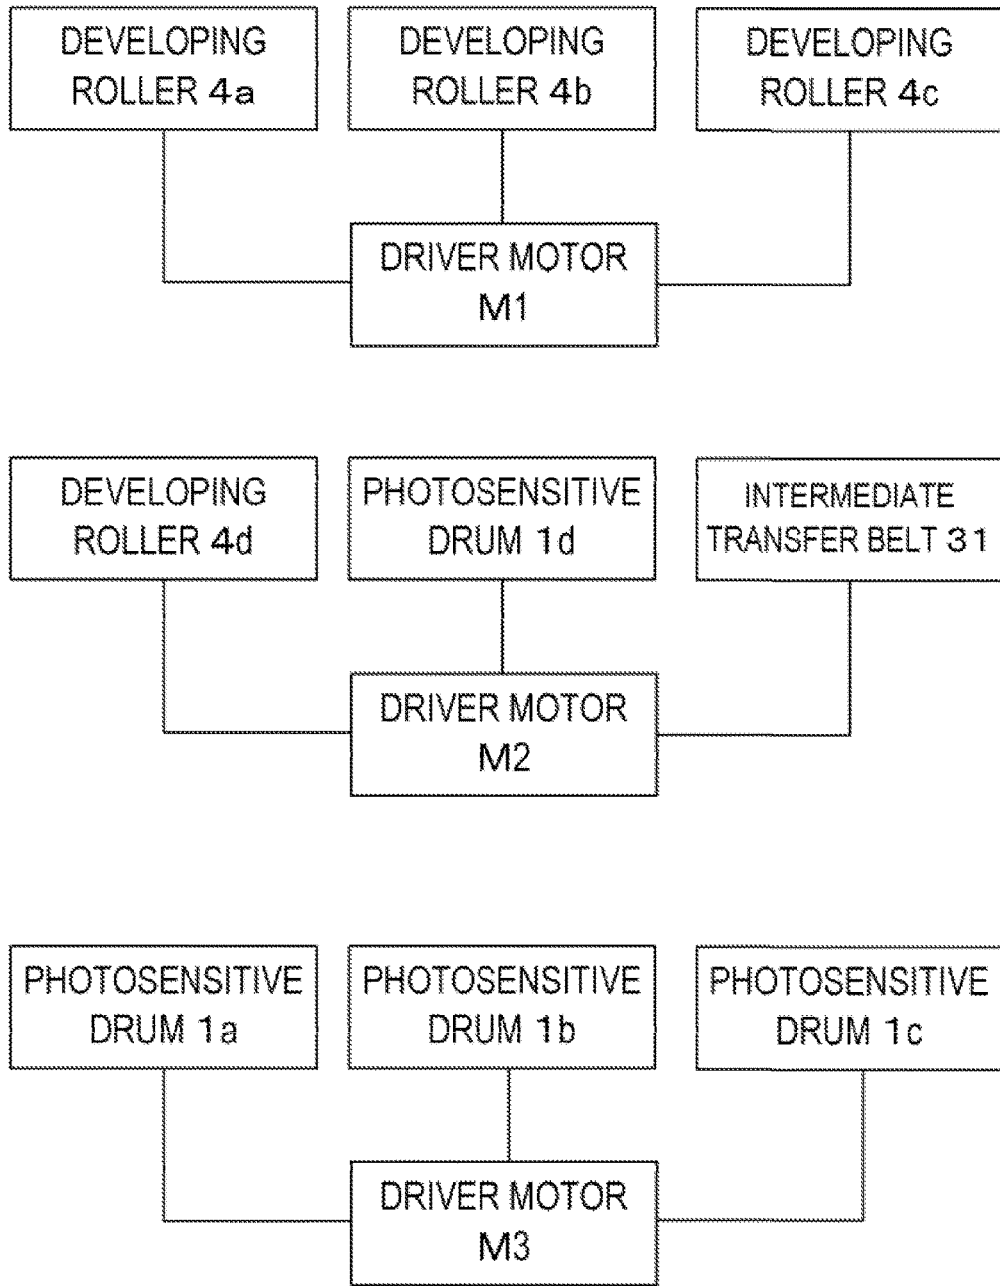 DEVELOPING
ROLLER 4a
DEVELOPING
ROLLER 4b
DEVELOPING
ROLLER 4c
DRIVER MOTOR
M1
DEVELOPING
ROLLER 4d
PHOTOSENSITIVE
DRUM 1d
INTERMEDIATE
TRANSFER BELT 31
DRIVER MOTOR
M2
PHOTOSENSITIVE
DRUM 1a
PHOTOSENSITIVE
DRUM 1b
PHOTOSENSITIVE
DRUM 1c
DRIVER MOTOR
M3